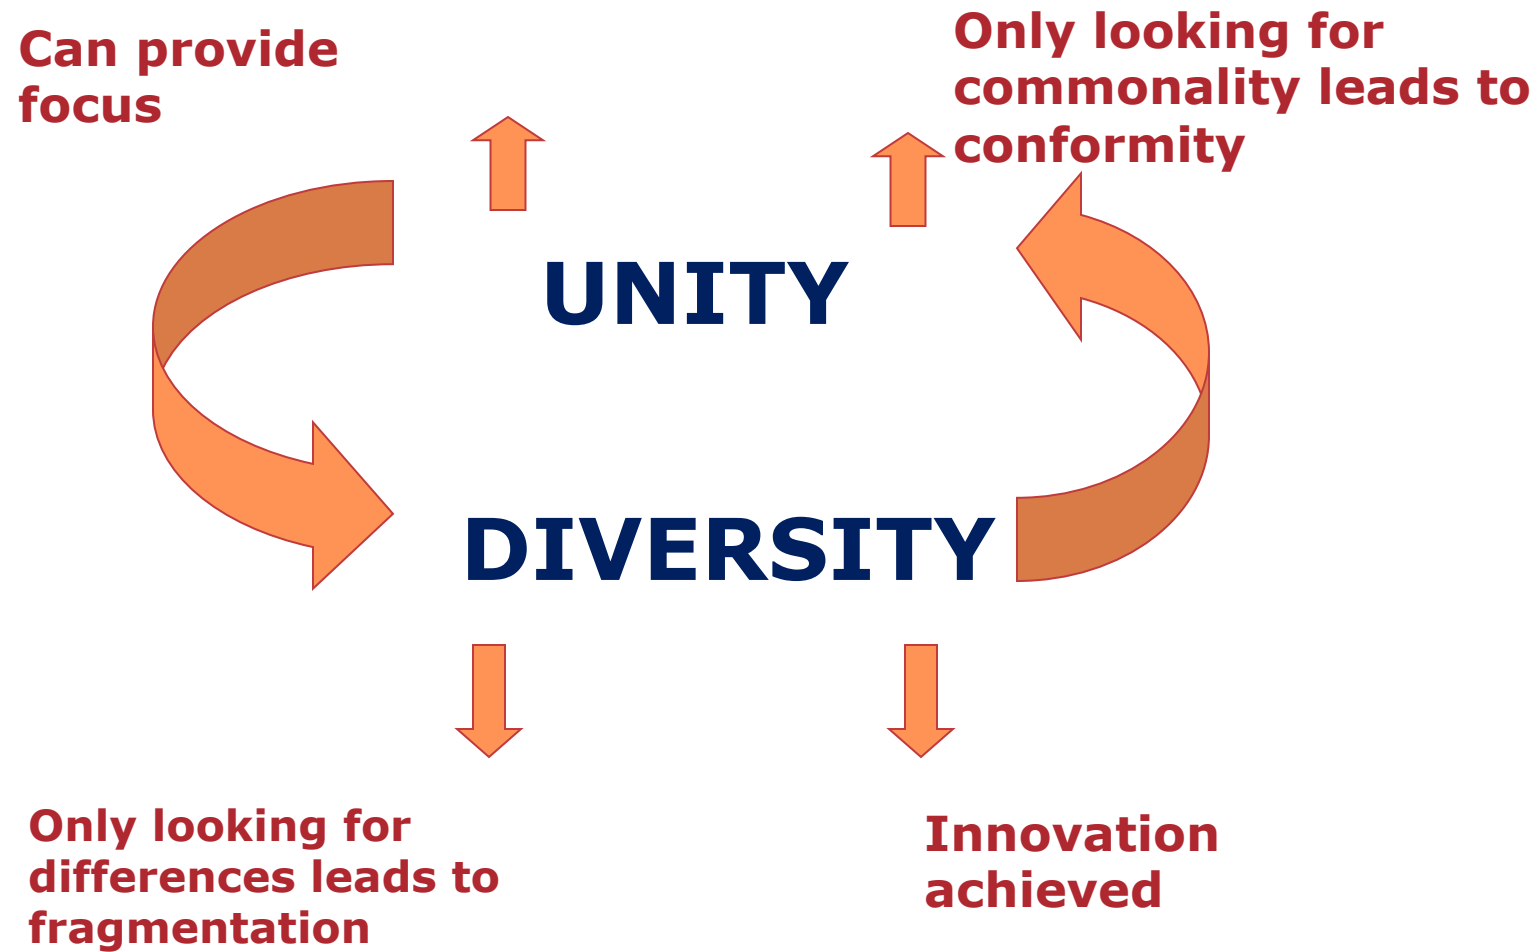 Can provide
focus
Only looking for
commonality leads to
conformity
UNITY
DIVERSITY
Only looking for
differences leads to
fragmentation
Innovation
achieved